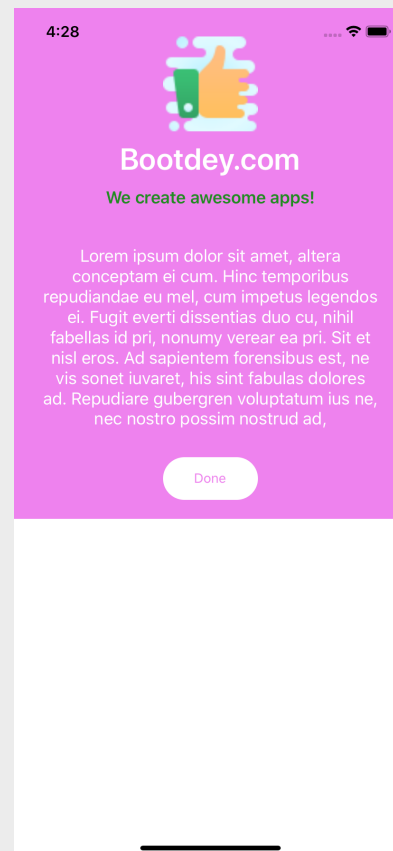 4:28
Bootdey.com
We create awesome apps!
Lorem ipsum dolor sit amet, altera
conceptam ei cum. Hinc temporibus
repudiandae eu mel, cum impetus legendos
ei. Fugit everti dissentias duo cu, nihil
fabellas id pri, nonumy verear ea pri. Sit et
nisl eros. Ad sapientem forensibus est, ne
vis sonet iuvaret, his sint fabulas dolores
ad. Repudiare gubergren voluptatum ius ne,
nec nostro possim nostrud ad,
Done